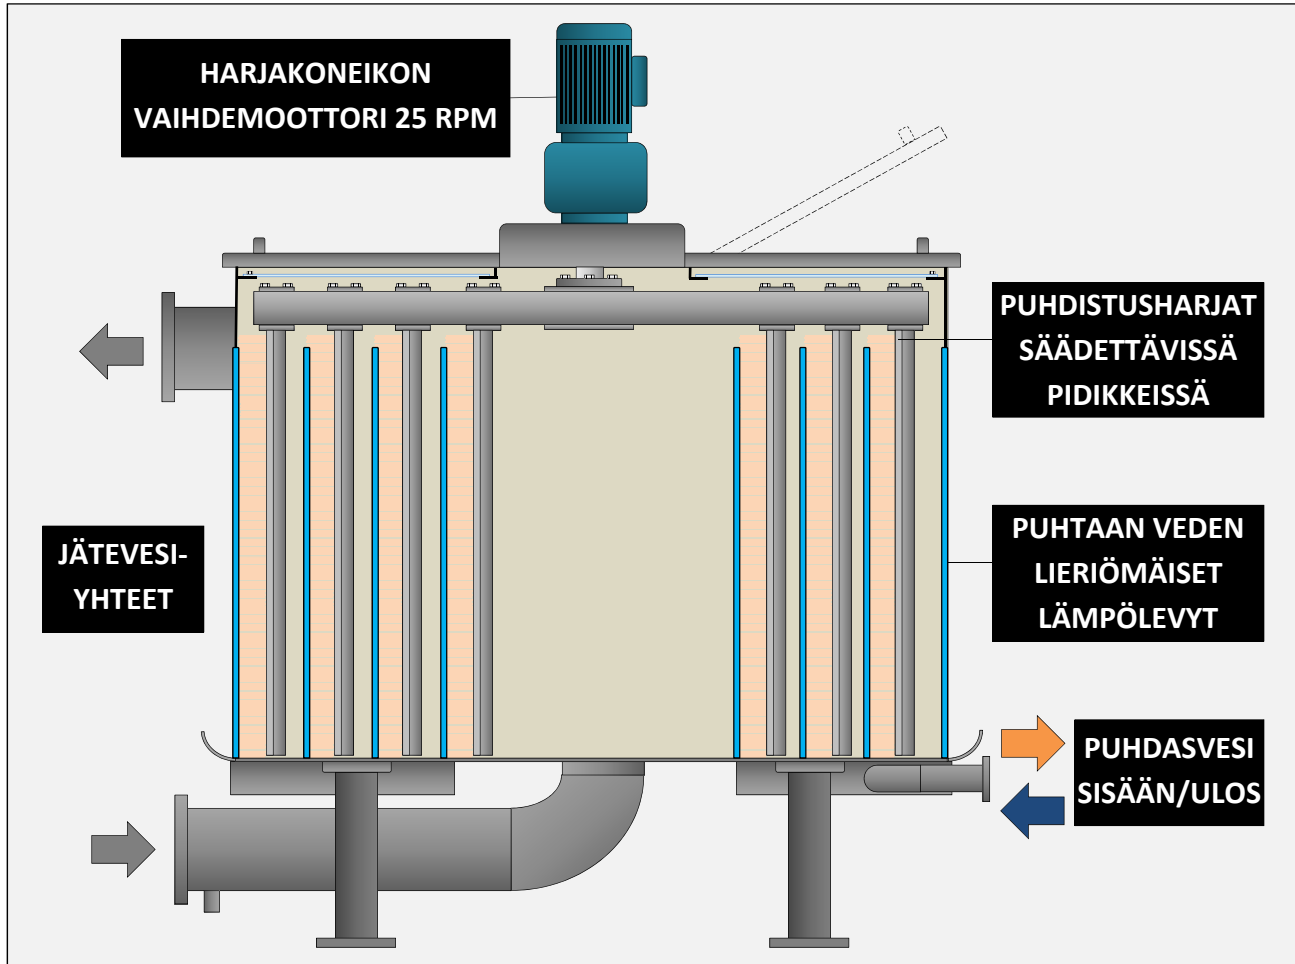 HARJAKONEIKON
VAIHDEMOOTTORI 25 RPM
PUHDISTUSHARJAT
SÄÄDETTÄVISSÄ
PIDIKKEISSÄ
JÄTEVESI-
YHTEET
PUHTAAN VEDEN
LIERIÖMÄISET
LÄMPÖLEVYT
PUHDASVESI
SISÄÄN/ULOS